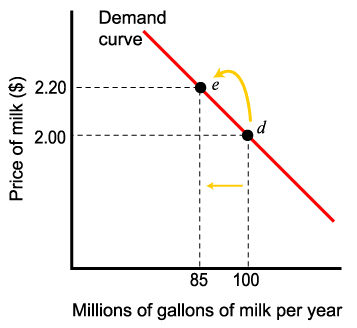 Demand
curve
Price of milk ($)
2.20
e
2.00
d
85
100
Millions of gallons of milk per year